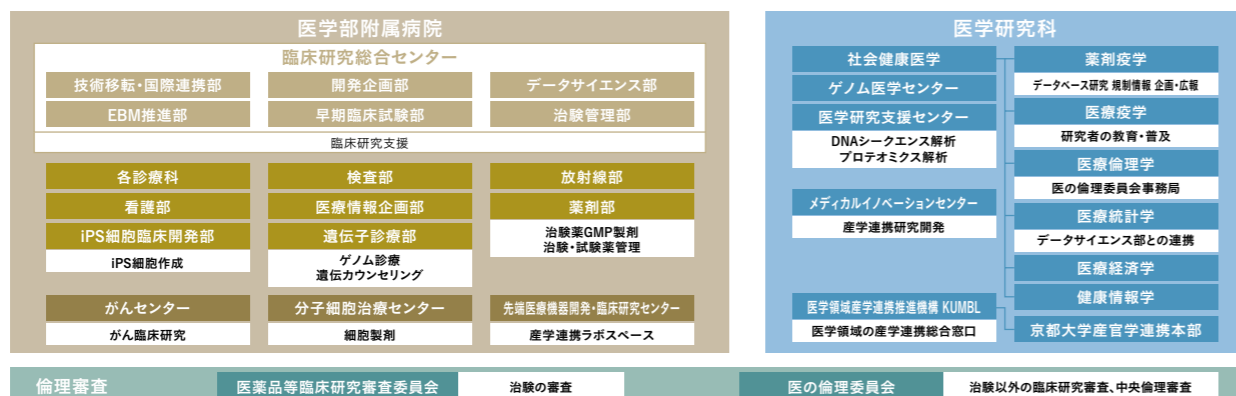 医学部附属病院
臨床研究総合センター
技術移転・国際連携部
開発企画部
データサイエンス部
EBM推進部
早期臨床試験部
治験管理部
臨床研究支援
各診療科
検査部
放射線部
看護部
医療情報企画部
薬剤部
治験薬GMP製剤
治験・試験薬管理
iPS細胞臨床開発部
iPS細胞作成
遺伝子診療部
ゲノム診療
遺伝カウンセリング
がんセンター
がん臨床研究
分子細胞治療センター
細胞製剤
先端医療機器開発・臨床研究センター
産学連携ラボスペース
医学研究科
社会健康医学
ゲノム医学センター
医学研究支援センター
DNAシークエンス解析
プロテオミクス解析
メディカルイノベーションセンター
産学連携研究開発
医学領域産学連携推進機構 KUMBL
医学領域の産学連携総合窓口
薬剤疫学
データベース研究 規制情報 企画・広報
医療疫学
研究者の教育・普及
医療倫理学
医の倫理委員会事務局
医療統計学
データサイエンス部との連携
医療経済学
健康情報学
京都大学産官学連携本部
倫理審査
医薬品等臨床研究審査委員会
治験の審査
医の倫理委員会
治験以外の臨床研究審査、中央倫理審査